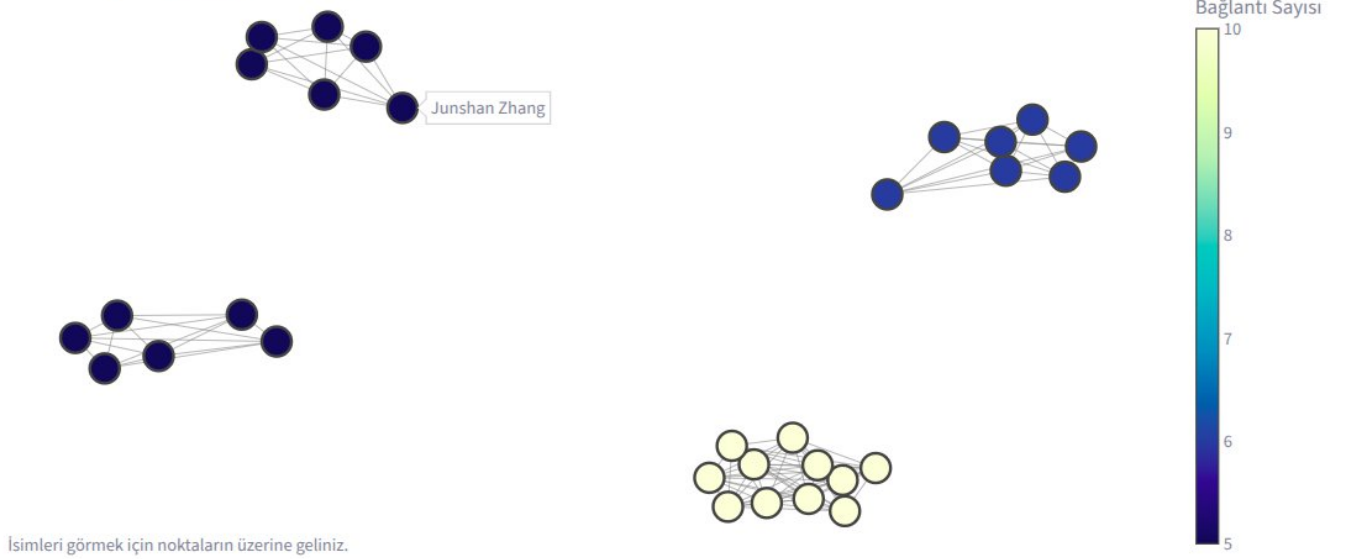 Bağlantı Sayısı
10
9
8
7
6
5
Junshan Zhang
İsimleri görmek için noktaların üzerine geliniz.